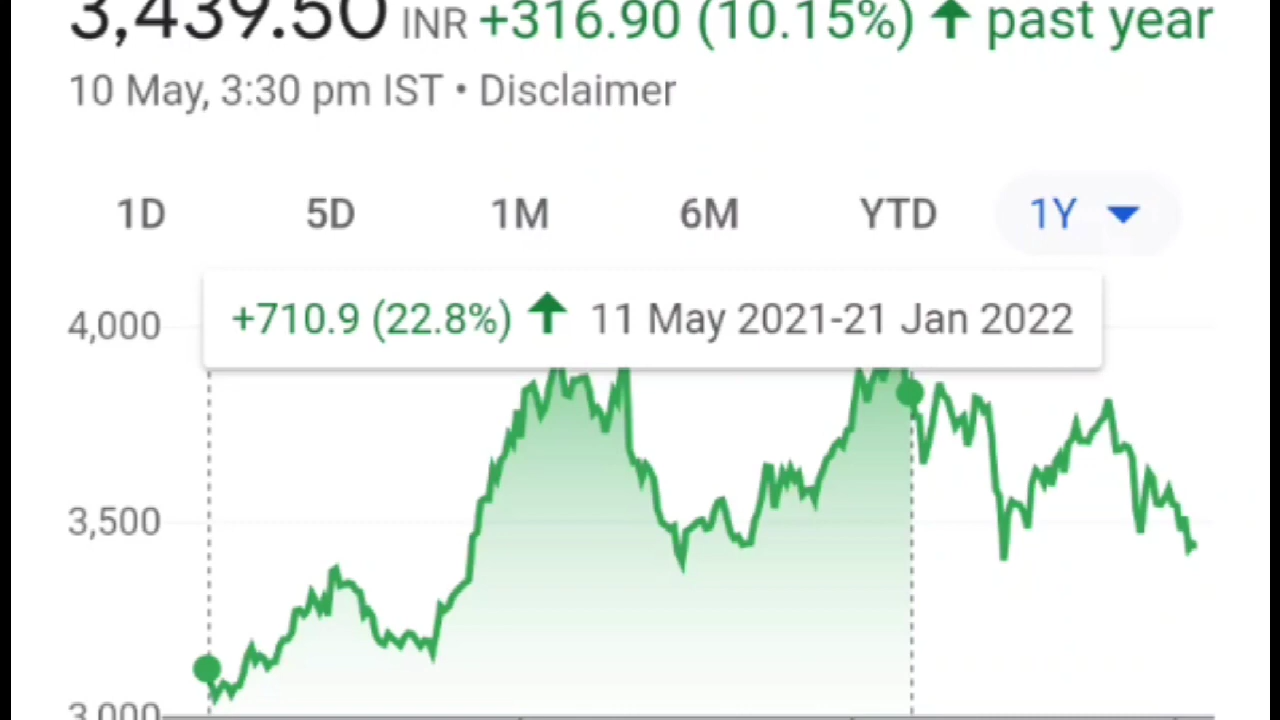 3,439.50 INR +316.90 (10.15%) ↑ past year
10 May, 3:30 pm IST • Disclaimer
1D 5D 1M 6M YTD 1Y
+710.9 (22.8%) ↑ 11 May 2021-21 Jan 2022
4,000
3,500
3,000